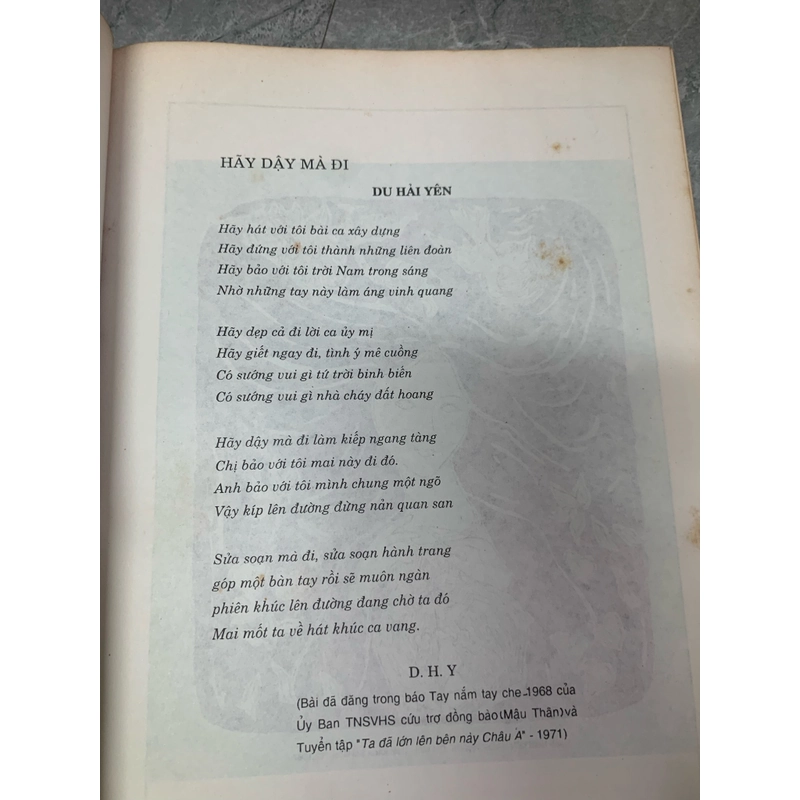 HÃY DẬY MÀ ĐI
DU HẢI YÊN
Hãy hát với tôi bài ca xây dựng
Hãy đứng với tôi thành những liên đoàn
Hãy bảo với tôi trời Nam trong sáng
Nhờ những tay này làm áng vinh quang
Hãy dẹp cả đi lời ca ủy mị
Hãy giết ngay đi, tình ý mê cuồng
Có sướng vui gì tứ trời binh biến
Có sướng vui gì nhà cháy đất hoang
Hãy dậy mà đi làm kiếp ngang tàng
Chị bảo với tôi mai này đi đó.
Anh bảo với tôi mình chung một ngõ
Vậy kíp lên đường đừng nản quan san
Sửa soạn mà đi, sửa soạn hành trang
góp một bàn tay rồi sẽ muôn ngàn
phiên khúc lên đường đang chờ ta đó
Mai mốt ta về hát khúc ca vang.
D. H. Y
(Bài đã đăng trong báo Tay nắm tay che-1968 của
Ủy Ban TNSVHS cứu trợ đồng bào(Mậu Thân)và
Tuyển tập "Ta đã lớn lên bên này Châu Á" - 1971)